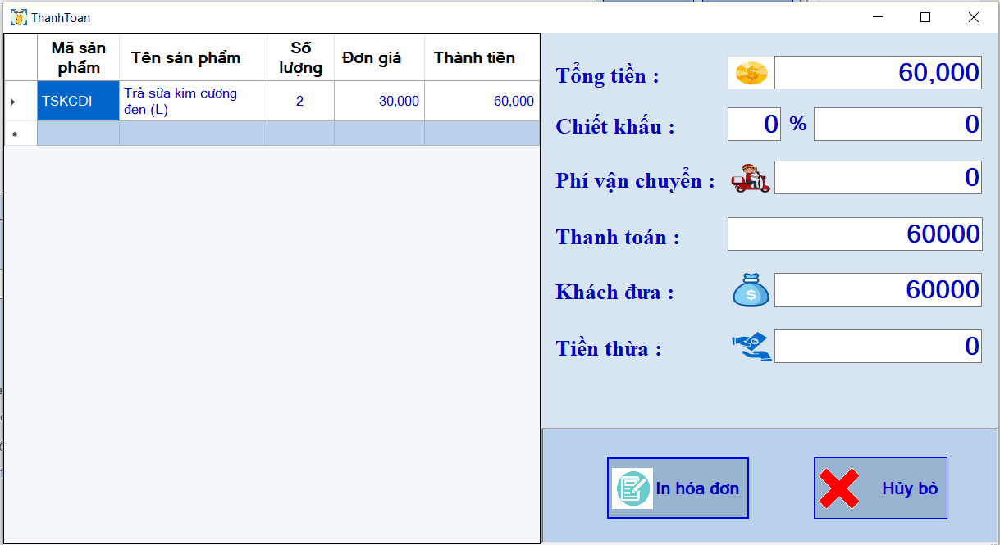 ThanhToan
Mã sản phẩm Tên sản phẩm Số lượng Đơn giá Thành tiền
TSKCDI Trà sữa kim cương đen (L) 2 30,000 60,000
Tổng tiền : 60,000
Chiết khấu : 0 % 0
Phí vận chuyển : 0
Thanh toán : 60000
Khách đưa : 60000
Tiền thừa : 0
In hóa đơn
Hủy bỏ